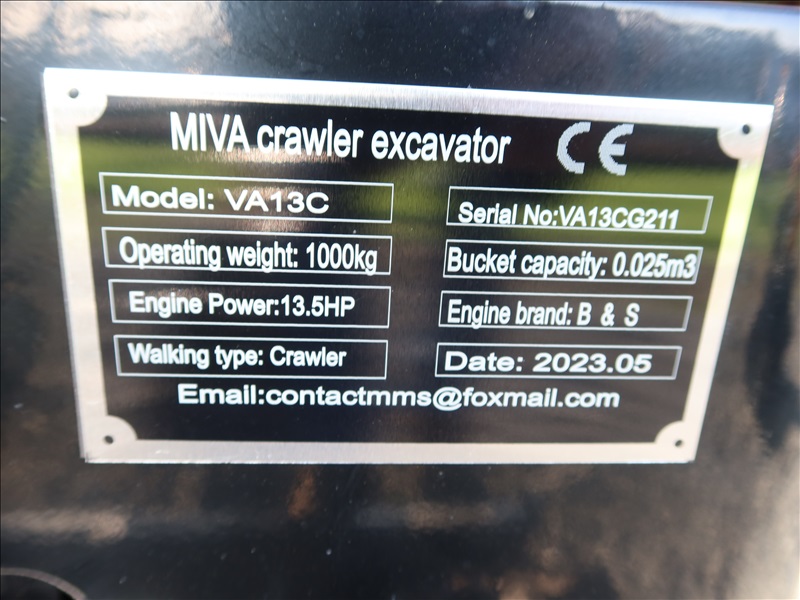 MIVA crawler excavator CE
Model: VA13C
Serial No:VA13CG211
Operating weight: 1000kg
Bucket capacity: 0.025m3
Engine Power:13.5HP
Engine brand: B & S
Walking type: Crawler
Date: 2023.05
Email:contactmms@foxmail.com